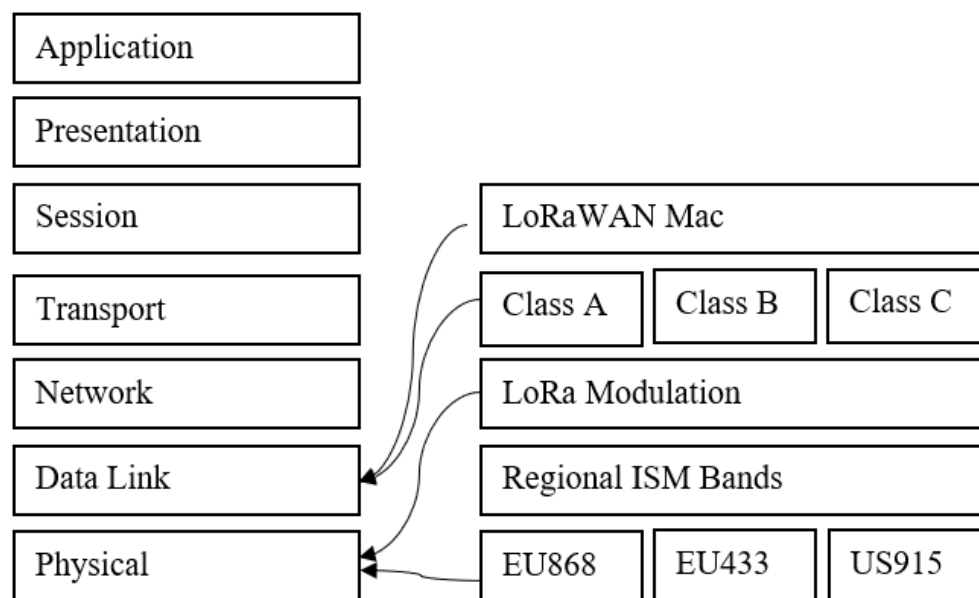 Application
Presentation
Session
Transport
Network
Data Link
Physical
LoRaWAN Mac
Class A
Class B
Class C
LoRa Modulation
Regional ISM Bands
EU868
EU433
US915